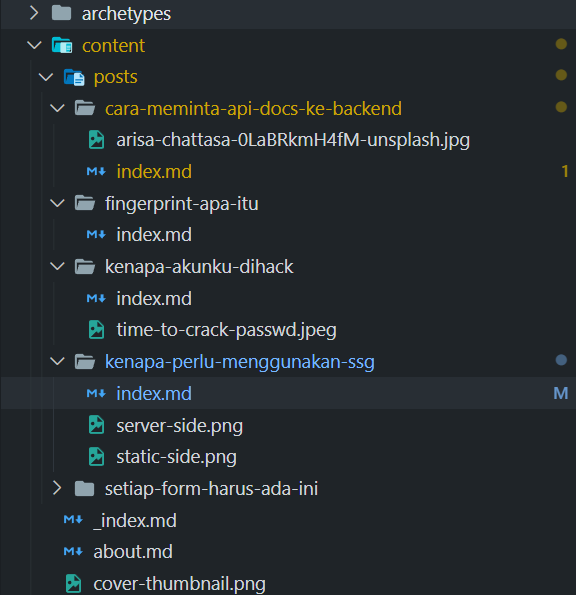 archetypes
content
posts
cara-meminta-api-docs-ke-backend
arisa-chattasa-0LaBRkmH4fM-unsplash.jpg
index.md 1
fingerprint-apa-itu
index.md
kenapa-akunku-dihack
index.md
time-to-crack-passwd.jpeg
kenapa-perlu-menggunakan-ssg
index.md M
server-side.png
static-side.png
setiap-form-harus-ada-ini
_index.md
about.md
cover-thumbnail.png